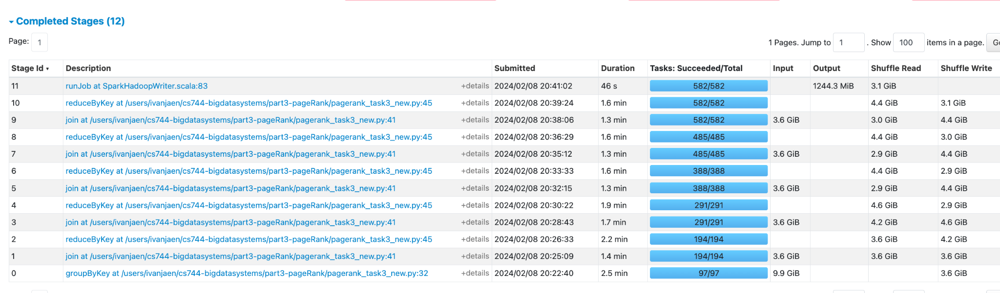 Completed Stages (12)
Page: 1
1 Pages. Jump to 1 . Show 100 items in a page. Go
Stage Id ▾ Description Submitted Duration Tasks: Succeeded/Total Input Output Shuffle Read Shuffle Write
11 runJob at SparkHadoopWriter.scala:83 +details 2024/02/08 20:41:02 46 s 582/582 1244.3 MiB 3.1 GiB
10 reduceByKey at /users/ivanjaen/cs744-bigdatasystems/part3-pageRank/pagerank_task3_new.py:45 +details 2024/02/08 20:39:24 1.6 min 582/582 4.4 GiB 3.1 GiB
9 join at /users/ivanjaen/cs744-bigdatasystems/part3-pageRank/pagerank_task3_new.py:41 +details 2024/02/08 20:38:06 1.3 min 582/582 3.6 GiB 3.0 GiB 4.4 GiB
8 reduceByKey at /users/ivanjaen/cs744-bigdatasystems/part3-pageRank/pagerank_task3_new.py:45 +details 2024/02/08 20:36:29 1.6 min 485/485 4.4 GiB 3.0 GiB
7 join at /users/ivanjaen/cs744-bigdatasystems/part3-pageRank/pagerank_task3_new.py:41 +details 2024/02/08 20:35:12 1.3 min 485/485 3.6 GiB 2.9 GiB 4.4 GiB
6 reduceByKey at /users/ivanjaen/cs744-bigdatasystems/part3-pageRank/pagerank_task3_new.py:45 +details 2024/02/08 20:33:33 1.6 min 388/388 4.4 GiB 2.9 GiB
5 join at /users/ivanjaen/cs744-bigdatasystems/part3-pageRank/pagerank_task3_new.py:41 +details 2024/02/08 20:32:15 1.3 min 388/388 3.6 GiB 2.9 GiB 4.4 GiB
4 reduceByKey at /users/ivanjaen/cs744-bigdatasystems/part3-pageRank/pagerank_task3_new.py:45 +details 2024/02/08 20:30:22 1.9 min 291/291 4.6 GiB 2.9 GiB
3 join at /users/ivanjaen/cs744-bigdatasystems/part3-pageRank/pagerank_task3_new.py:41 +details 2024/02/08 20:28:43 1.7 min 291/291 3.6 GiB 4.2 GiB 4.6 GiB
2 reduceByKey at /users/ivanjaen/cs744-bigdatasystems/part3-pageRank/pagerank_task3_new.py:45 +details 2024/02/08 20:26:33 2.2 min 194/194 3.6 GiB 4.2 GiB
1 join at /users/ivanjaen/cs744-bigdatasystems/part3-pageRank/pagerank_task3_new.py:41 +details 2024/02/08 20:25:09 1.4 min 194/194 3.6 GiB 3.6 GiB 3.6 GiB
0 groupByKey at /users/ivanjaen/cs744-bigdatasystems/part3-pageRank/pagerank_task3_new.py:32 +details 2024/02/08 20:22:40 2.5 min 97/97 9.9 GiB 3.6 GiB